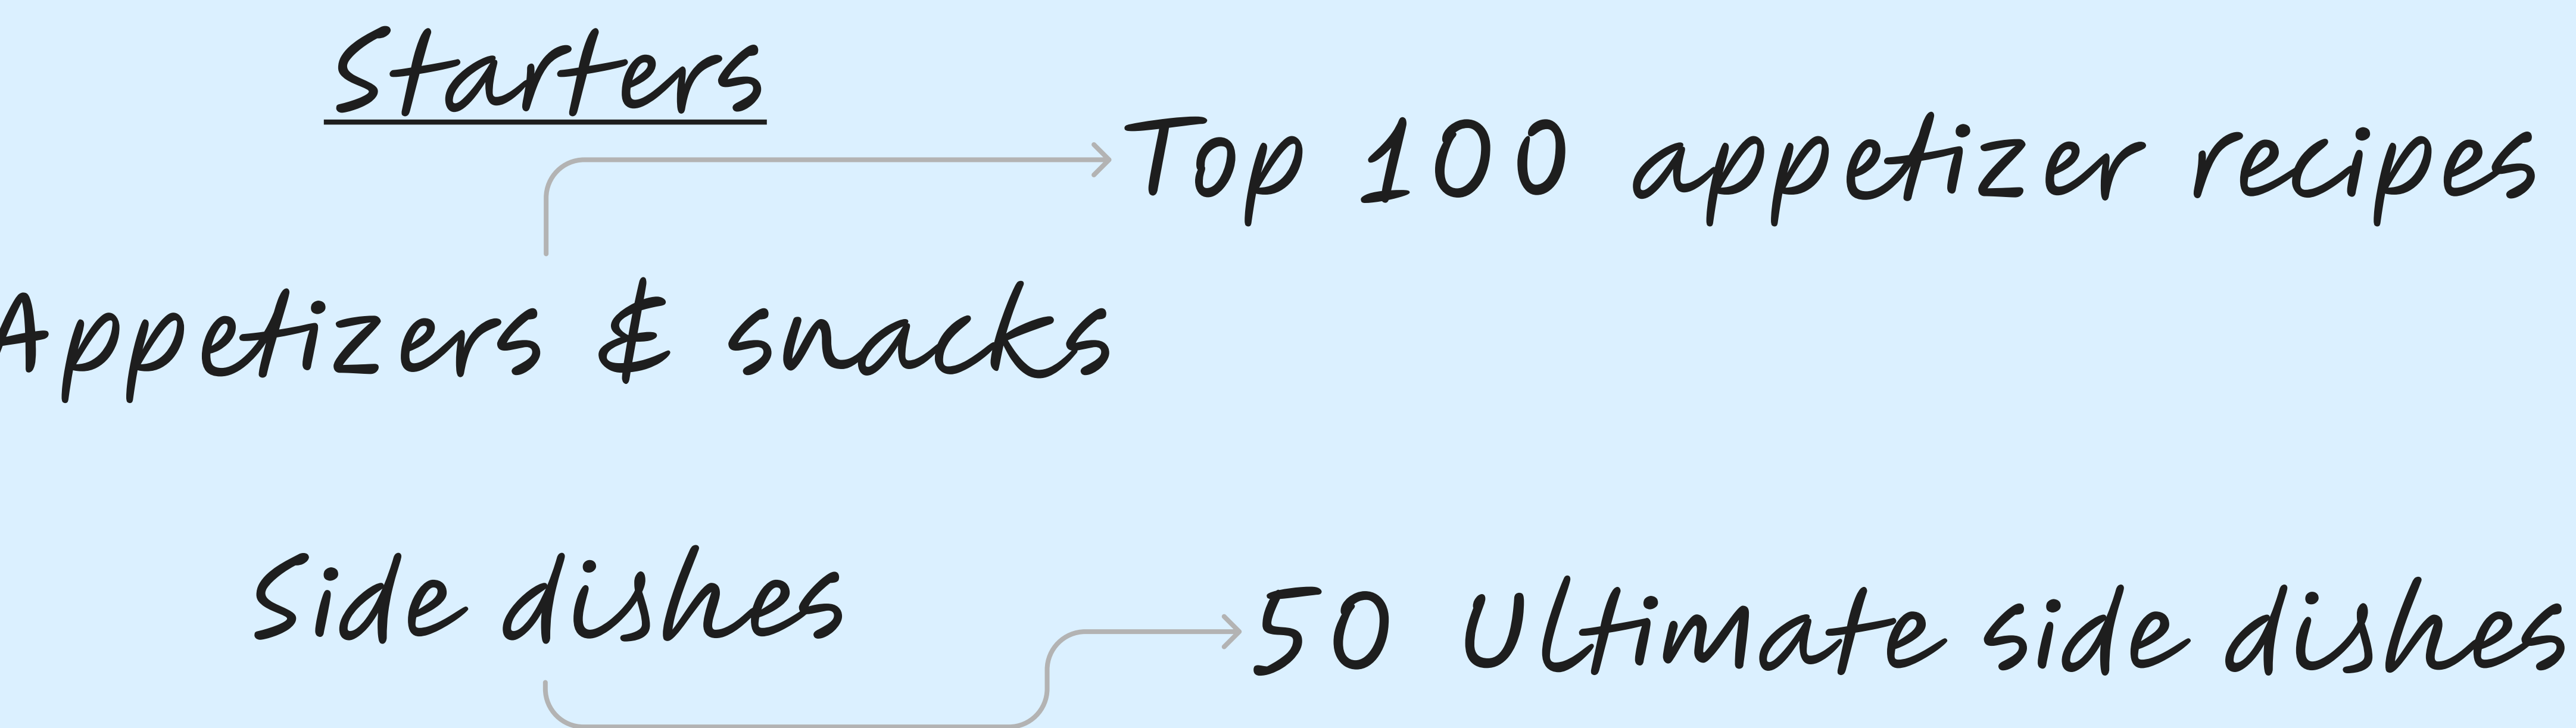 Starters
Top 100 appetizer recipes
Appetizers & snacks
Side dishes
50 Ultimate side dishes